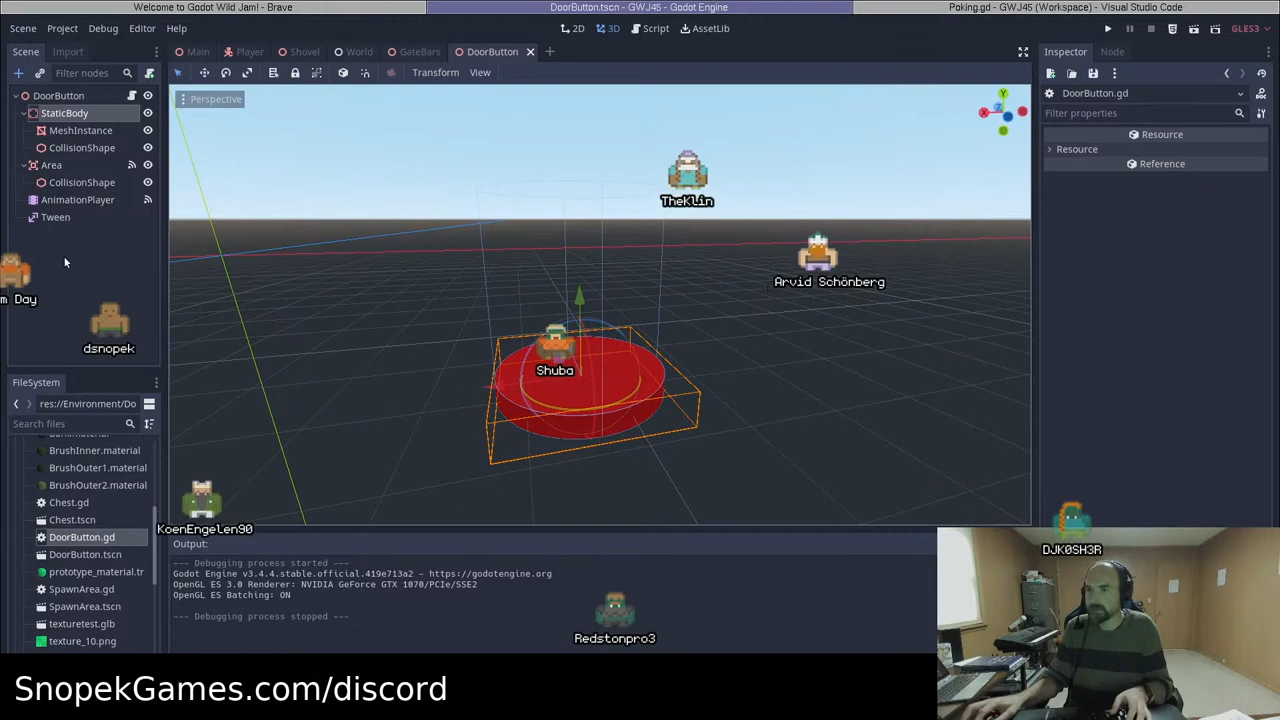 Welcome to Godot Wild Jam! - Brave
DoorButton.tscn - GWJ45 - Godot Engine
Poking.gd - GWJ45 (Workspace) - Visual Studio Code
Scene Project Debug Editor Help
2D 3D Script AssetLib
GLES3
Scene Import
Main Player Shovel World GateBars DoorButton
Inspector Node
Filter nodes
Transform View
DoorButton.gd
Filter properties
Resource
Resource
Reference
Perspective
Y
X
Z
DoorButton
StaticBody
MeshInstance
CollisionShape
Area
CollisionShape
AnimationPlayer
Tween
TheKlin
Arvid Schönberg
m Day
dsnopek
Shuba
KoenEngelen90
DJK0SH3R
Redstonpro3
FileSystem
res://Environment/Do
Search files
BrushInner.material
BrushOuter1.material
BrushOuter2.material
Chest.gd
Chest.tscn
DoorButton.gd
DoorButton.tscn
prototype_material.tr
SpawnArea.gd
SpawnArea.tscn
texturetest.glb
texture_10.png
Output:
--- Debugging process started ---
Godot Engine v3.4.4.stable.official.419e713a2 - https://godotengine.org
OpenGL ES 3.0 Renderer: NVIDIA GeForce GTX 1070/PCIe/SSE2
OpenGL ES Batching: ON
--- Debugging process stopped ---
SnopekGames.com/discord